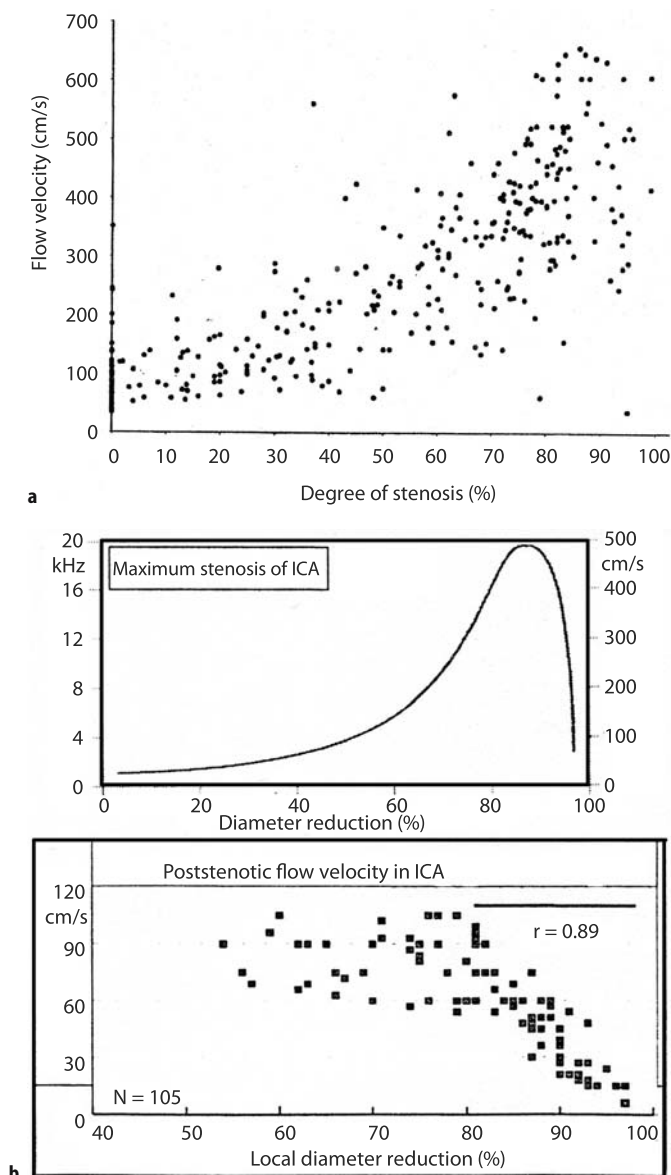 700
600
500
400
300
200
100
0
Flow velocity (cm/s)
0 10 20 30 40 50 60 70 80 90 100
Degree of stenosis (%)
a
20
kHz
16
12
8
4
0
Maximum stenosis of ICA
500
cm/s
400
300
200
100
0
0 20 40 60 80 100
Diameter reduction (%)
Poststenotic flow velocity in ICA
120
cm/s
90
60
30
0
r = 0.89
N = 105
40 50 60 70 80 90 100
Local diameter reduction (%)
b